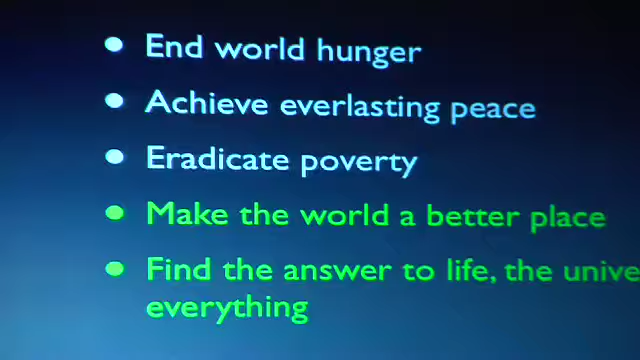 End world hunger
Achieve everlasting peace
Eradicate poverty
Make the world a better place
Find the answer to life, the
everything